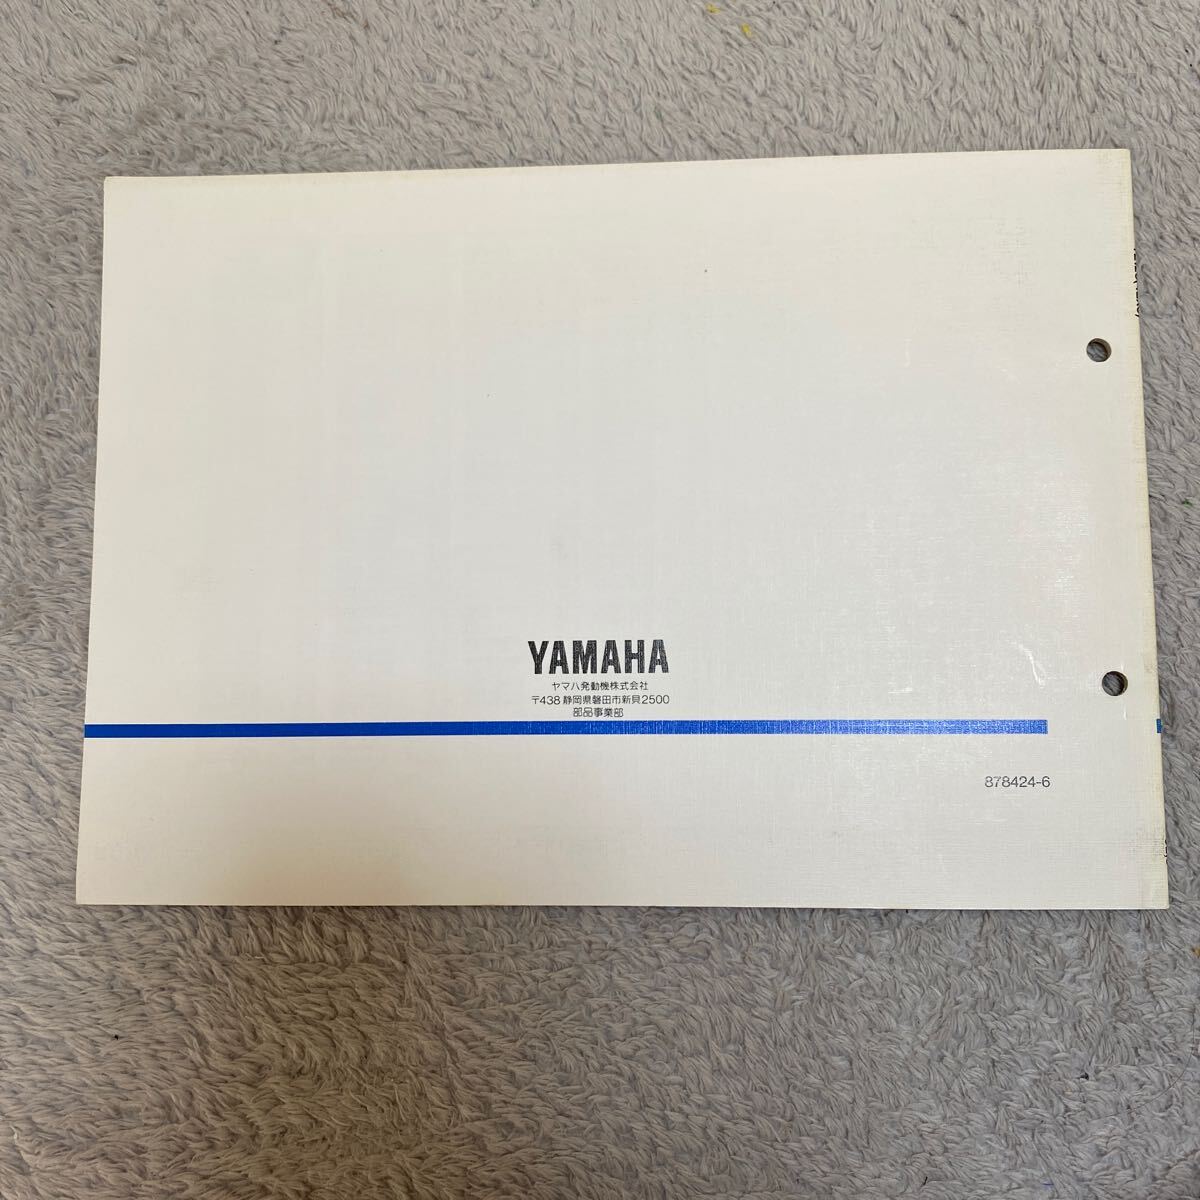 YAMAHA
ヤマハ発動機株式会社
〒438 静岡県磐田市新貝2500
部品事業部
878424-6